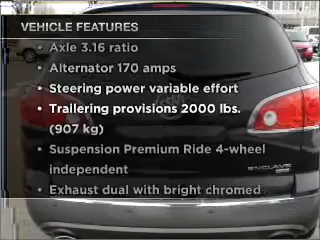 VEHICLE FEATURES
• Axle 3.16 ratio
• Alternator 170 amps
• Steering power variable effort
• Trailering provisions 2000 lbs.
(907 kg)
• Suspension Premium Ride 4-wheel
independent
• Exhaust dual with bright chromed
ENCLAVE